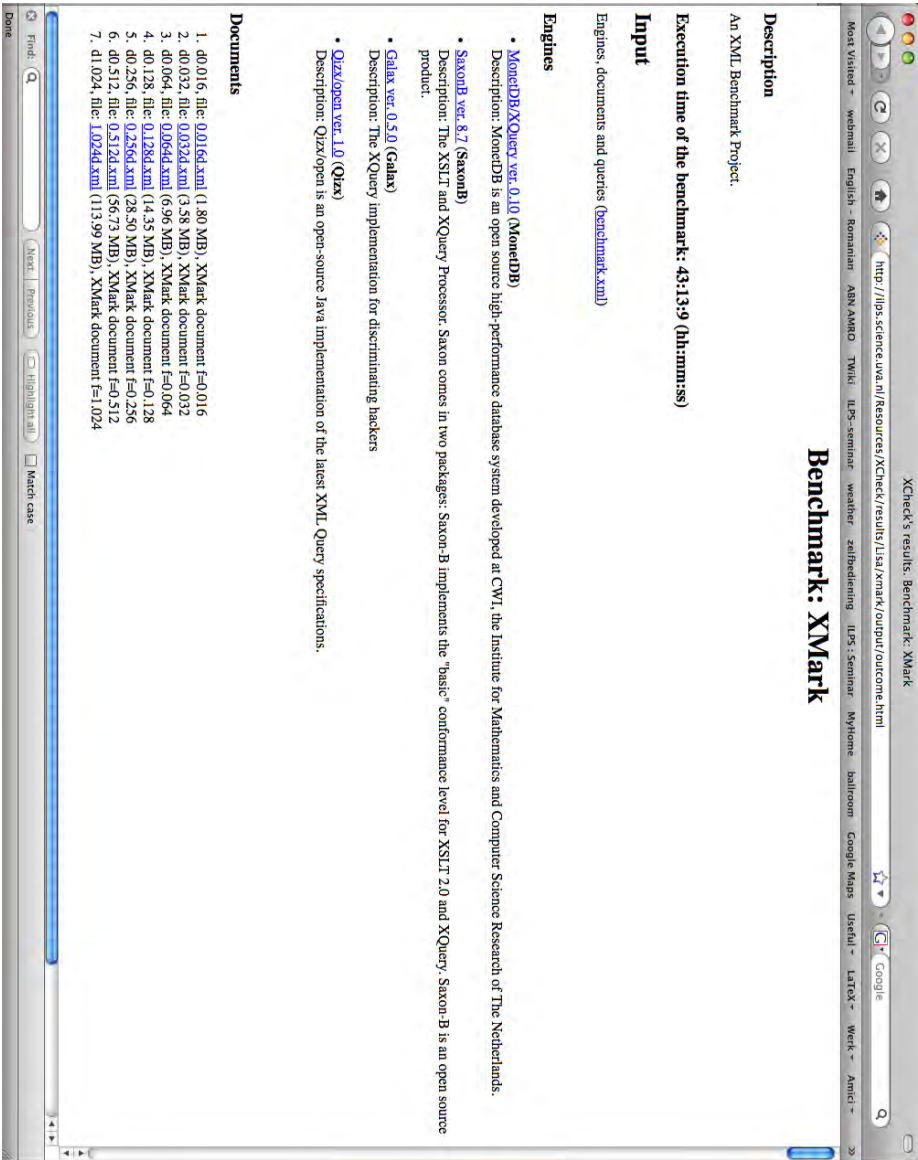 XCheck's results. Benchmark: XMark
http://ilps.science.uva.nl/Resources/XCheck/results/Lisa/xmark/output/outcome.html
Google
Most Visited webmail English - Romanian ABN AMRO TWiki ILPS-seminar weather zelfbediening ILPS : Seminar MyHome ballroom Google Maps Useful LaTeX Werk Amici »
Benchmark: XMark
Description
An XML Benchmark Project.
Execution time of the benchmark: 43:13:9 (hh:mm:ss)
Input
Engines, documents and queries (benchmark.xml)
Engines
• MonetDB/XQuery ver. 0.10 (MonetDB)
Description: MonetDB is an open source high-performance database system developed at CWI, the Institute for Mathematics and Computer Science Research of The Netherlands.
• SaxonB ver. 8.7 (SaxonB)
Description: The XSLT and XQuery Processor. Saxon comes in two packages: Saxon-B implements the "basic" conformance level for XSLT 2.0 and XQuery. Saxon-B is an open source
product.
• Galax ver. 0.5.0 (Galax)
Description: The XQuery implementation for discriminating hackers
• Qizx/open ver. 1.0 (Qizx)
Description: Qizx/open is an open-source Java implementation of the latest XML Query specifications.
Documents
1. d0.016, file: 0.016d.xml (1.80 MB), XMark document f=0.016
2. d0.032, file: 0.032d.xml (3.58 MB), XMark document f=0.032
3. d0.064, file: 0.064d.xml (6.96 MB), XMark document f=0.064
4. d0.128, file: 0.128d.xml (14.35 MB), XMark document f=0.128
5. d0.256, file: 0.256d.xml (28.50 MB), XMark document f=0.256
6. d0.512, file: 0.512d.xml (56.73 MB), XMark document f=0.512
7. d1.024, file: 1.024d.xml (113.99 MB), XMark document f=1.024
Find: Next Previous Highlight all Match case
Done